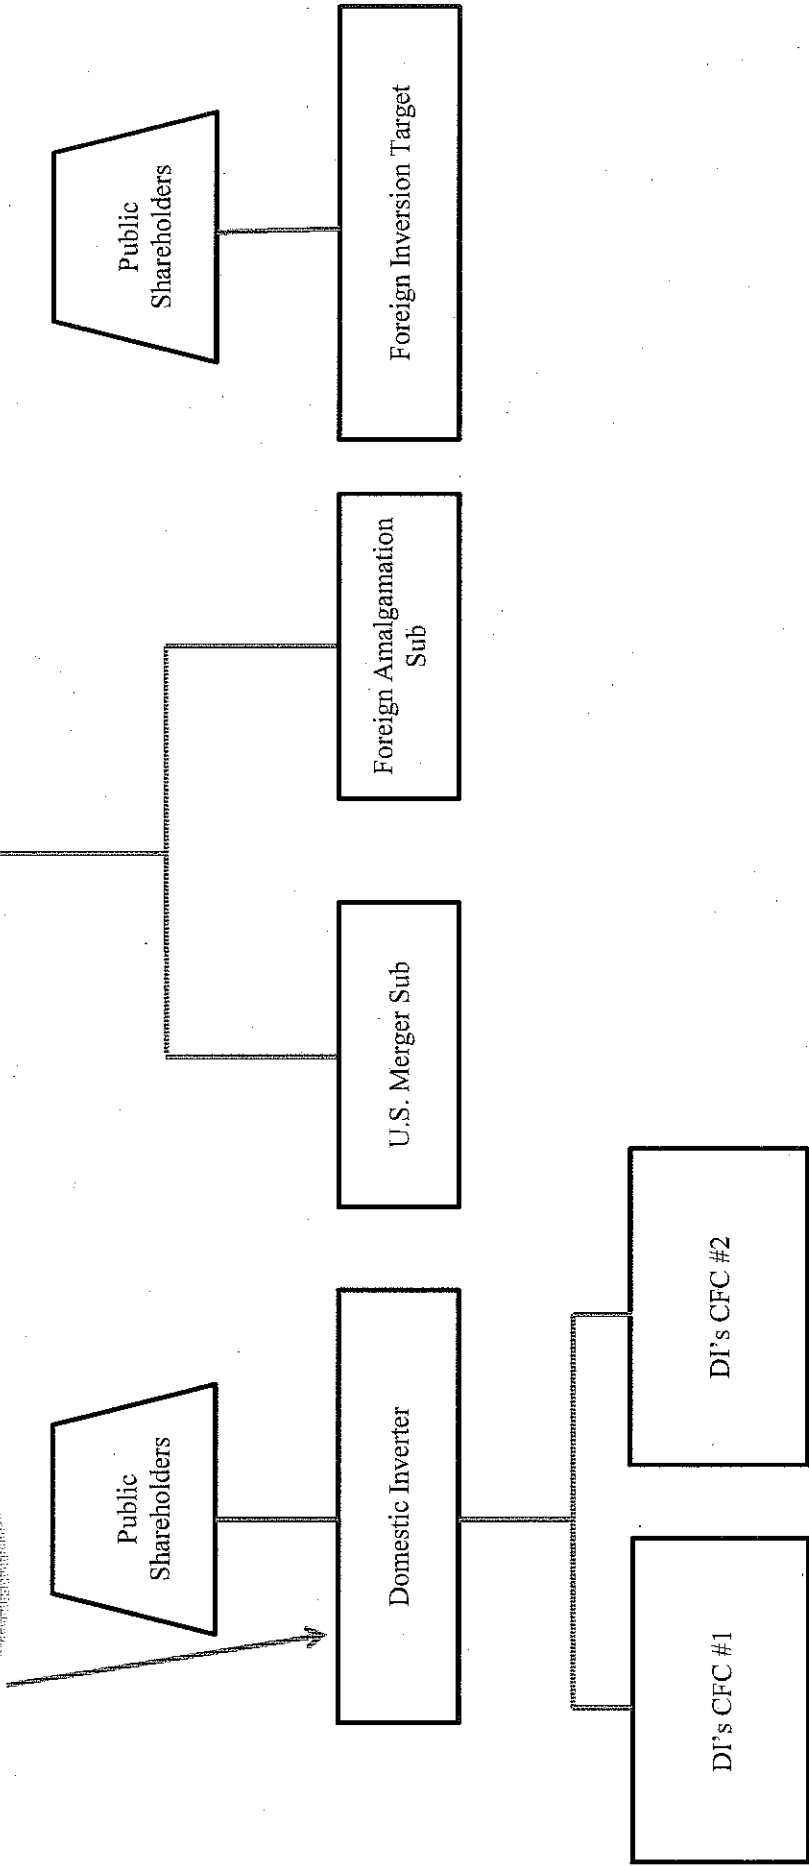 Public
Shareholders
Public
Shareholders
Domestic Inverter
U.S. Merger Sub
Foreign Amalgamation
Sub
Foreign Inversion Target
DI's CFC #1
DI's CFC #2